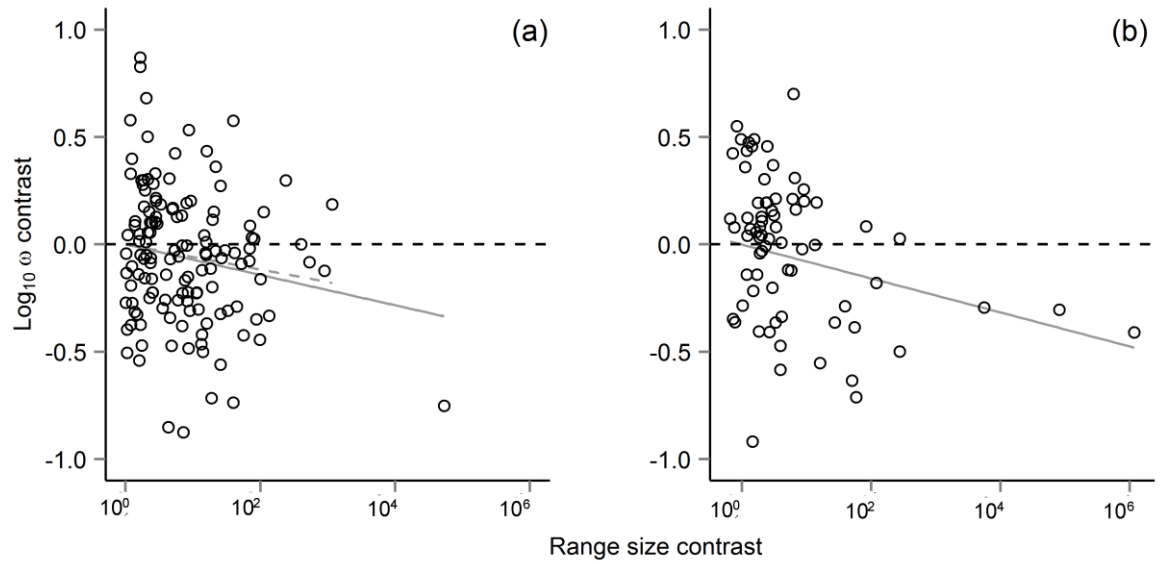 (a) (b)
1.0 1.0
0.5 0.5
0.0 0.0
-0.5 -0.5
-1.0 -1.0
Log10 ω contrast
10^0 10^2 10^4 10^6 10^0 10^2 10^4 10^6
Range size contrast